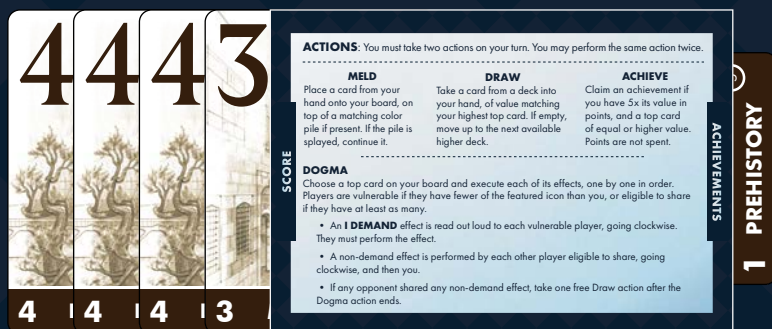 4 4 4 3
ACTIONS: You must take two actions on your turn. You may perform the same action twice.
MELD
Place a card from your
hand onto your board, on
top of a matching color
pile if present. If the pile is
splayed, continue it.
DRAW
Take a card from a deck into
your hand, of value matching
your highest top card. If empty,
move up to the next available
higher deck.
ACHIEVE
Claim an achievement if
you have 5x its value in
points, and a top card
of equal or higher value.
Points are not spent.
DOGMA
Choose a top card on your board and execute each of its effects, one by one in order.
Players are vulnerable if they have fewer of the featured icon than you, or eligible to share
if they have at least as many.
• An I DEMAND effect is read out loud to each vulnerable player, going clockwise.
They must perform the effect.
• A non-demand effect is performed by each other player eligible to share, going
clockwise, and then you.
• If any opponent shared any non-demand effect, take one free Draw action after the
Dogma action ends.
SCORE
ACHIEVEMENTS
1 PREHISTORY
4 4 4 3